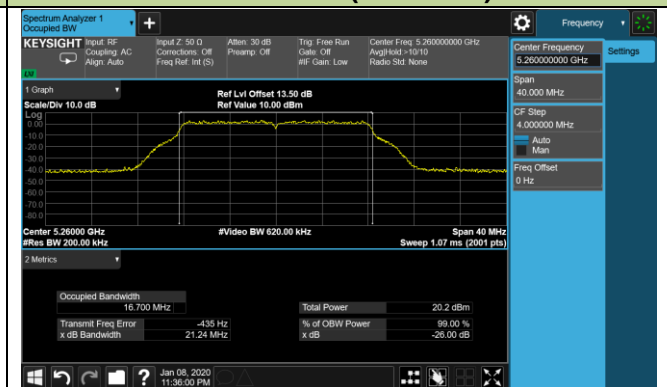 Spectrum Analyzer 1
Occupied BW
Frequency
KEYSIGHT
Input: RF
Coupling: AC
Align: Auto
Input Z: 50 Ω
Corrections: Off
Freq Ref: Int (S)
Atten: 30 dB
Preamp: Off
Trig: Free Run
Gate: Off
#IF Gain: Low
Center Freq: 5.260000000 GHz
Avg|Hold:>10/10
Radio Std: None
Center Frequency
5.260000000 GHz
Settings
Span
40.000 MHz
CF Step
4.000000 MHz
Auto
Man
Freq Offset
0 Hz
1 Graph
Scale/Div 10.0 dB
Ref Lvl Offset 13.50 dB
Ref Value 10.00 dBm
Log
0.00
-10.0
-20.0
-30.0
-40.0
-50.0
-60.0
-70.0
-80.0
Center 5.26000 GHz
#Video BW 620.00 kHz
Span 40 MHz
#Res BW 200.00 kHz
Sweep 1.07 ms (2001 pts)
2 Metrics
Occupied Bandwidth
16.700 MHz
Total Power
20.2 dBm
Transmit Freq Error
-435 Hz
% of OBW Power
99.00 %
x dB Bandwidth
21.24 MHz
x dB
-26.00 dB
?
Jan 08, 2020
11:36:00 PM